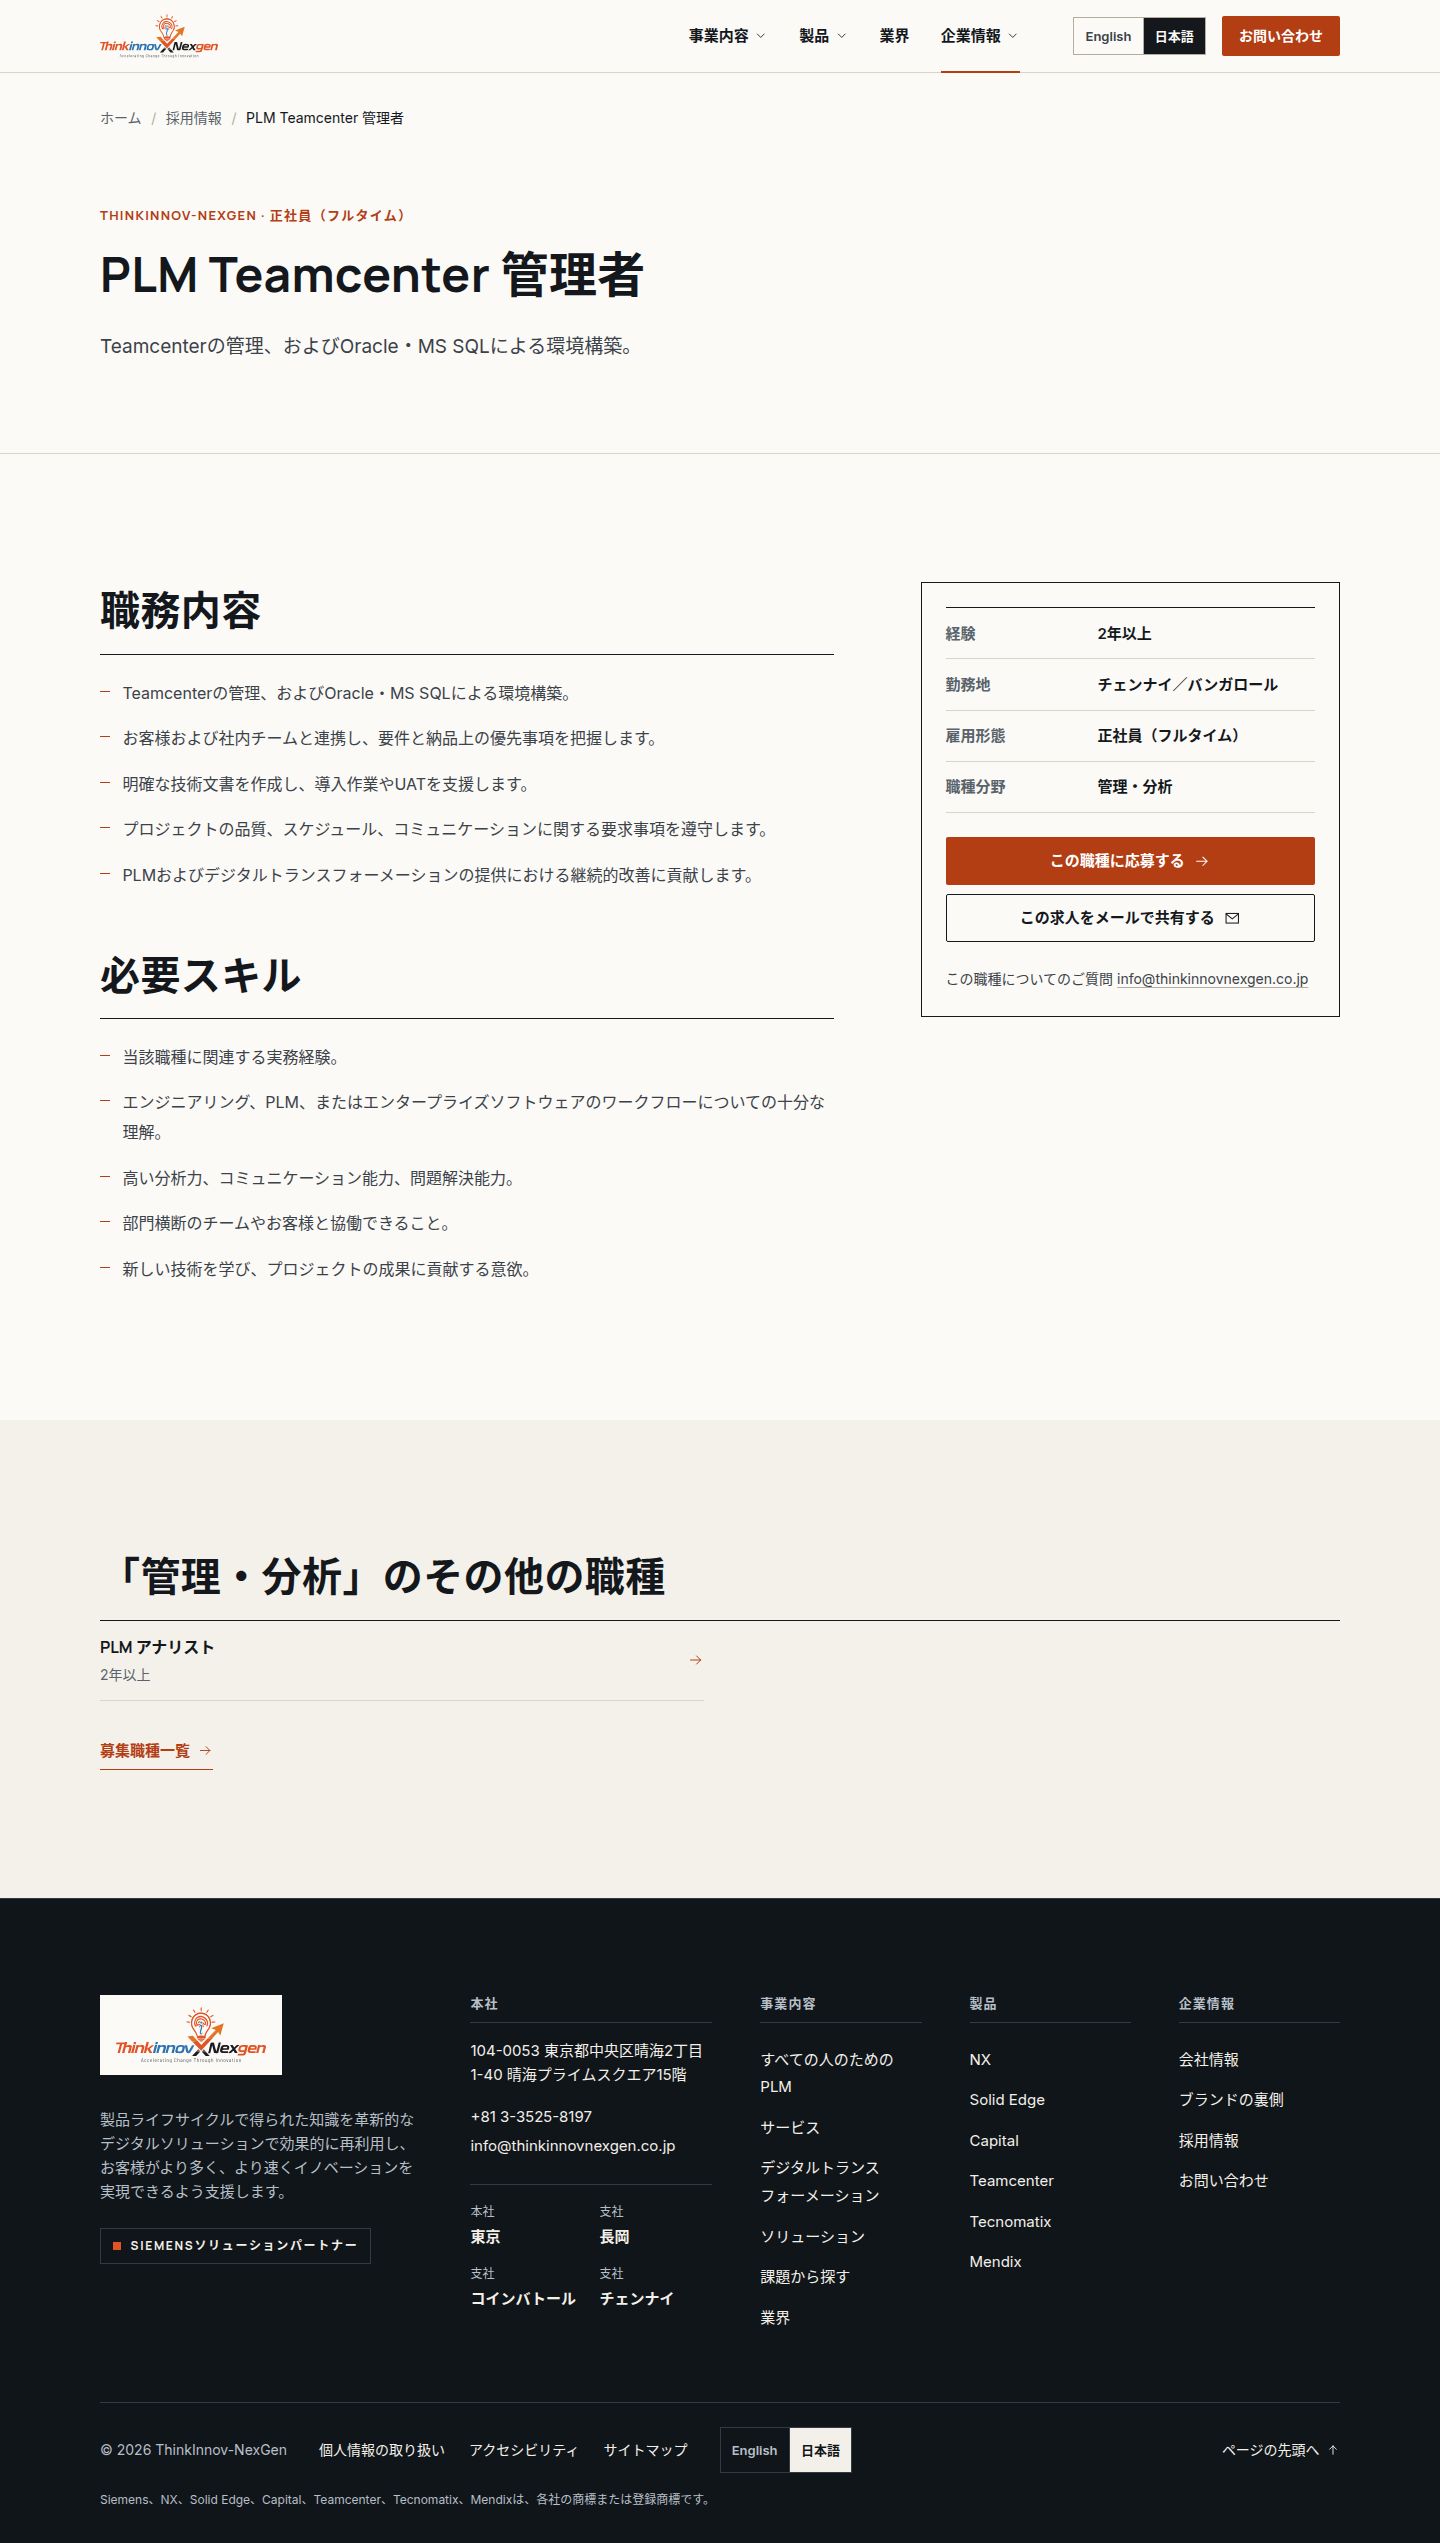 ThinkinnovXNexgen
Accelerating Change Through Innovation
事業内容
製品
業界
企業情報
English
日本語
お問い合わせ
ホーム / 採用情報 / PLM Teamcenter 管理者
THINKINNOV-NEXGEN · 正社員（フルタイム）
PLM Teamcenter 管理者
Teamcenterの管理、およびOracle・MS SQLによる環境構築。
職務内容
Teamcenterの管理、およびOracle・MS SQLによる環境構築。
お客様および社内チームと連携し、要件と納品上の優先事項を把握します。
明確な技術文書を作成し、導入作業やUATを支援します。
プロジェクトの品質、スケジュール、コミュニケーションに関する要求事項を遵守します。
PLMおよびデジタルトランスフォーメーションの提供における継続的改善に貢献します。
必要スキル
当該職種に関連する実務経験。
エンジニアリング、PLM、またはエンタープライズソフトウェアのワークフローについての十分な
理解。
高い分析力、コミュニケーション能力、問題解決能力。
部門横断のチームやお客様と協働できること。
新しい技術を学び、プロジェクトの成果に貢献する意欲。
経験 2年以上
勤務地 チェンナイ／バンガロール
雇用形態 正社員（フルタイム）
職種分野 管理・分析
この職種に応募する
この求人をメールで共有する
この職種についてのご質問 info@thinkinnovnexgen.co.jp
「管理・分析」のその他の職種
PLM アナリスト
2年以上
募集職種一覧
ThinkinnovXNexgen
Accelerating Change Through Innovation
製品ライフサイクルで得られた知識を革新的な
デジタルソリューションで効果的に再利用し、
お客様がより多く、より速くイノベーションを
実現できるよう支援します。
SIEMENSソリューションパートナー
本社
104-0053 東京都中央区晴海2丁目
1-40 晴海プライムスクエア15階
+81 3-3525-8197
info@thinkinnovnexgen.co.jp
本社
東京
支社
長岡
支社
コインバトール
支社
チェンナイ
事業内容
すべての人のための
PLM
サービス
デジタルトランス
フォーメーション
ソリューション
課題から探す
業界
製品
NX
Solid Edge
Capital
Teamcenter
Tecnomatix
Mendix
企業情報
会社情報
ブランドの裏側
採用情報
お問い合わせ
© 2026 ThinkInnov-NexGen
個人情報の取り扱い
アクセシビリティ
サイトマップ
English
日本語
ページの先頭へ
Siemens、NX、Solid Edge、Capital、Teamcenter、Tecnomatix、Mendixは、各社の商標または登録商標です。